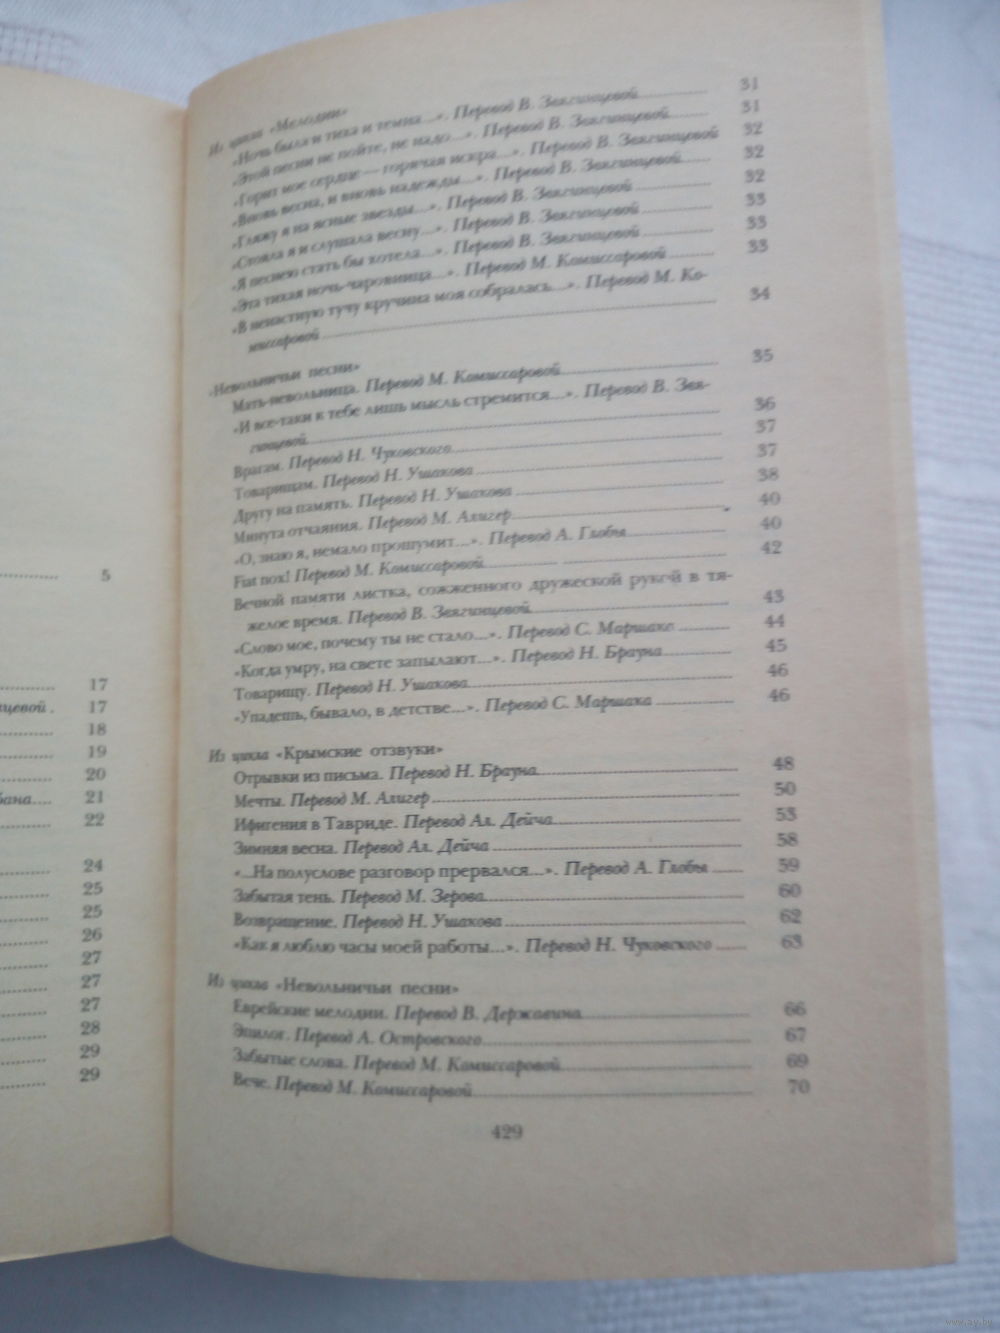 5
17
цевой . 17
18
19
20
бана.... 21
22
24
25
25
26
27
27
27
28
29
29
Из цикла «Мелодии»
«Ночь была и тиха и темна...». Перевод В. Звягинцевой 31
«Этой песни не пойте, не надо...». Перевод В. Звягинцевой 31
«Горит мое сердце — горячая искра...». Перевод В. Звягинцевой 32
«Вновь весна, и вновь надежды...». Перевод В. Звягинцевой 32
«Гляжу я на ясные звезды...». Перевод В. Звягинцевой 32
«Стояла я и слушала весну...». Перевод В. Звягинцевой 33
«Я песнею стать бы хотела...». Перевод В. Звягинцевой 33
«Эта тихая ночь-чаровница...». Перевод М. Комиссаровой 33
«В ненастную тучу кручина моя собралась...». Перевод М. Ко-
миссаровой 34
«Невольничьи песни»
Мать-невольница. Перевод М. Комиссаровой 35
«И все-таки к тебе лишь мысль стремится...». Перевод В. Звя-
гинцевой 36
Врагам. Перевод Н. Чуковского 37
Товарищам. Перевод Н. Ушакова 37
Другу на память. Перевод Н. Ушакова 38
Минута отчаяния. Перевод М. Алигер 40
«О, знаю я, немало прошумит...». Перевод А. Глобы 40
Fiat nox! Перевод М. Комиссаровой 42
Вечной памяти листка, сожженного дружеской рукой в тя-
желое время. Перевод В. Звягинцевой 43
«Слово мое, почему ты не стало...». Перевод С. Маршака 44
«Когда умру, на свете запылают...». Перевод Н. Брауна 45
Товарищу. Перевод Н. Ушакова 46
«Упадешь, бывало, в детстве...». Перевод С. Маршака 46
Из цикла «Крымские отзвуки»
Отрывки из письма. Перевод Н. Брауна 48
Мечты. Перевод М. Алигер 50
Ифигения в Тавриде. Перевод Ал. Дейча 53
Зимняя весна. Перевод Ал. Дейча 58
«...На полуслове разговор прервался...». Перевод А. Глобы 59
Забытая тень. Перевод М. Зерова 60
Возвращение. Перевод Н. Ушакова 62
«Как я люблю часы моей работы...». Перевод Н. Чуковского 63
Из цикла «Невольничьи песни»
Еврейские мелодии. Перевод В. Державина 66
Эпилог. Перевод А. Островского 67
Забытые слова. Перевод М. Комиссаровой 69
Вече. Перевод М. Комиссаровой 70
429
www.ay.by